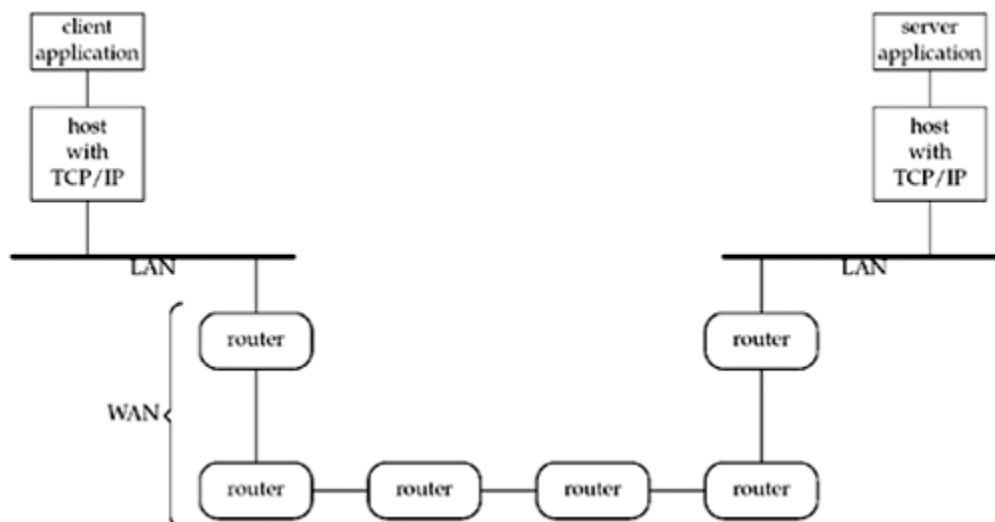 client
application
server
application
host
with
TCP/IP
host
with
TCP/IP
LAN
LAN
router
router
WAN
router
router
router
router